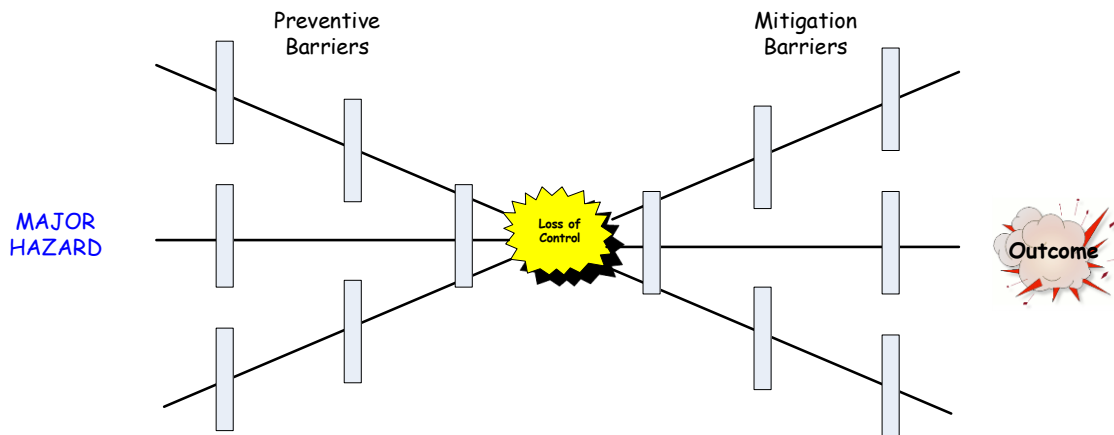 Preventive
Barriers
Mitigation
Barriers
MAJOR
HAZARD
Loss of
Control
Outcome